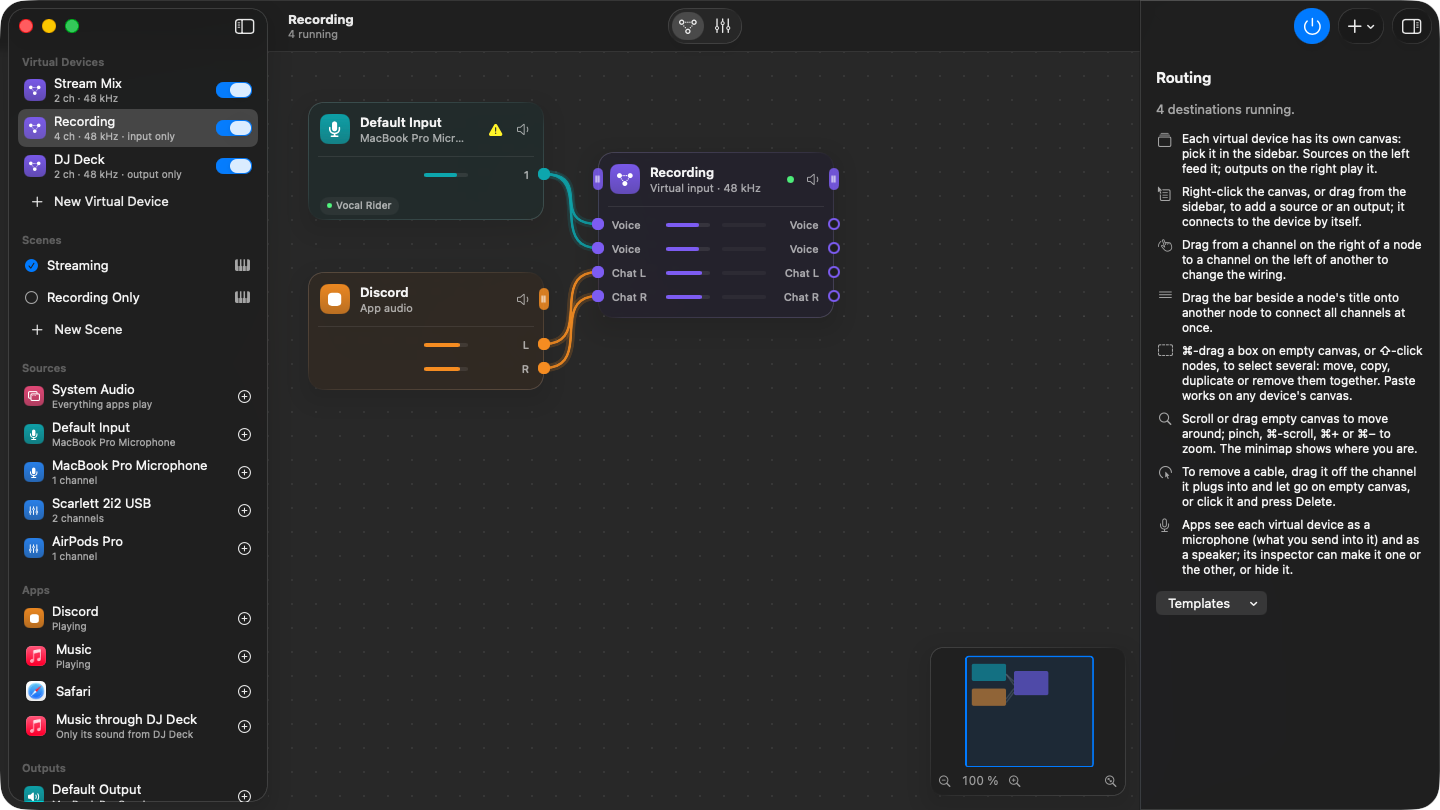 Recording
4 running
Virtual Devices
Stream Mix
2 ch · 48 kHz
Recording
4 ch · 48 kHz · input only
DJ Deck
2 ch · 48 kHz · output only
New Virtual Device
Scenes
Streaming
Recording Only
New Scene
Sources
System Audio
Everything apps play
Default Input
MacBook Pro Microphone
MacBook Pro Microphone
1 channel
Scarlett 2i2 USB
2 channels
AirPods Pro
1 channel
Apps
Discord
Playing
Music
Playing
Safari
Music through DJ Deck
Only its sound from DJ Deck
Outputs
Default Output
Default Input
MacBook Pro Micr...
1
Vocal Rider
Discord
App audio
L
R
Recording
Virtual input · 48 kHz
Voice Voice
Voice Voice
Chat L Chat L
Chat R Chat R
100 %
Routing
4 destinations running.
Each virtual device has its own canvas:
pick it in the sidebar. Sources on the left
feed it; outputs on the right play it.
Right-click the canvas, or drag from the
sidebar, to add a source or an output; it
connects to the device by itself.
Drag from a channel on the right of a node
to a channel on the left of another to
change the wiring.
Drag the bar beside a node's title onto
another node to connect all channels at
once.
⌘-drag a box on empty canvas, or ⇧-click
nodes, to select several: move, copy,
duplicate or remove them together. Paste
works on any device's canvas.
Scroll or drag empty canvas to move
around; pinch, ⌘-scroll, ⌘+ or ⌘− to
zoom. The minimap shows where you are.
To remove a cable, drag it off the channel
it plugs into and let go on empty canvas,
or click it and press Delete.
Apps see each virtual device as a
microphone (what you send into it) and as
a speaker; its inspector can make it one or
the other, or hide it.
Templates